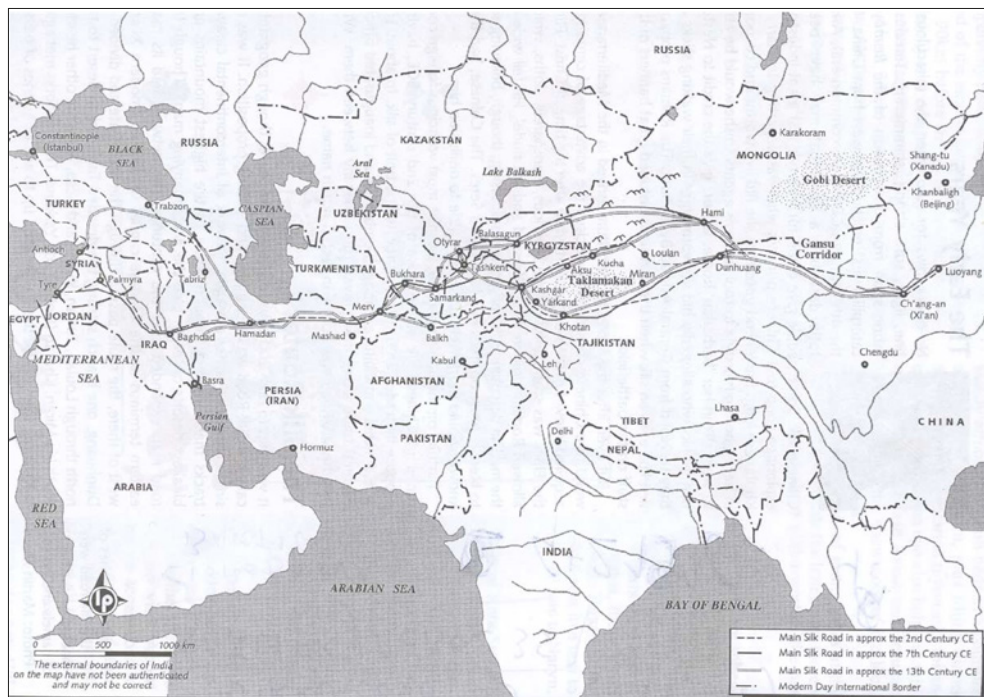 RUSSIA
Constantinople
(Istanbul)
BLACK
SEA
RUSSIA
KAZAKSTAN
Karakoram
MONGOLIA
Shang-tu
(Xanadu)
Khanbaligh
(Beijing)
Gobi Desert
Aral
Sea
Lake Balkash
TURKEY
Trabzon
CASPIAN
SEA
UZBEKISTAN
Balasagun
Hami
Otyrar
KYRGYZSTAN
Gansu
Corridor
Antioch
SYRIA
Tashkent
Kucha
Loulan
Luoyang
TURKMENISTAN
Aksu
Miran
Dunhuang
Tabriz
Bukhara
Kashgar
Taklamakan
Desert
Palmyra
Samarkand
Yarkand
Tyre
Merv
Khotan
Ch'ang-an
(Xi'an)
EGYPT
JORDAN
Hamadan
Mashad
Balkh
IRAQ
Baghdad
TAJIKISTAN
MEDITERRANEAN
SEA
Kabul
Leh
Chengdu
Basra
PERSIA
(IRAN)
AFGHANISTAN
TIBET
Lhasa
Persian
Gulf
PAKISTAN
Delhi
NEPAL
CHINA
Hormuz
ARABIA
RED
SEA
INDIA
ARABIAN SEA
BAY OF BENGAL
lp
0 500 1000 km
The external boundaries of India
on the map have not been authenticated
and may not be correct
Main Silk Road in approx the 2nd Century CE
Main Silk Road in approx the 7th Century CE
Main Silk Road in approx the 13th Century CE
Modern Day International Border